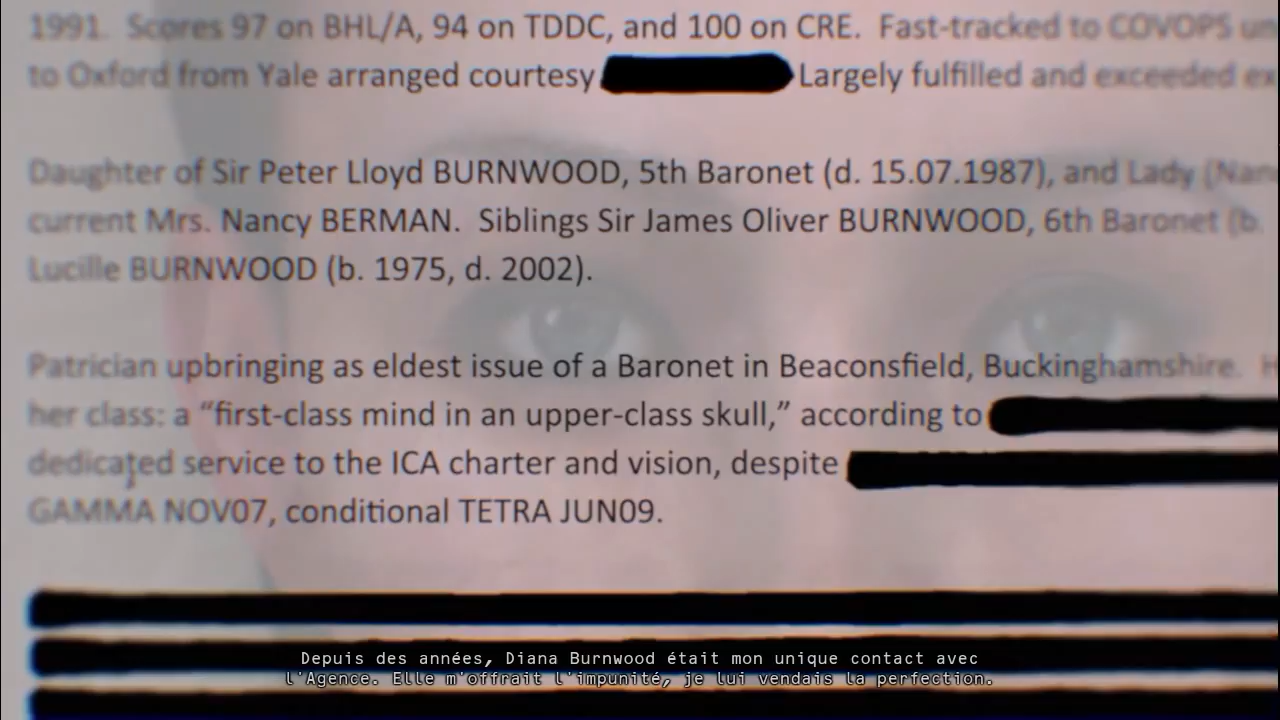 1991. Scores 97 on BHL/A, 94 on TDDC, and 100 on CRE. Fast-tracked to COVOPS un
to Oxford from Yale arranged courtesy Largely fulfilled and exceeded ex
Daughter of Sir Peter Lloyd BURNWOOD, 5th Baronet (d. 15.07.1987), and Lady (Nan
current Mrs. Nancy BERMAN. Siblings Sir James Oliver BURNWOOD, 6th Baronet (b.
Lucille BURNWOOD (b. 1975, d. 2002).
Patrician upbringing as eldest issue of a Baronet in Beaconsfield, Buckinghamshire. H
her class: a “first-class mind in an upper-class skull,” according to
dedicated service to the ICA charter and vision, despite
GAMMA NOV07, conditional TETRA JUN09.
Depuis des années, Diana Burnwood était mon unique contact avec
l'Agence. Elle m'offrait l'impunité, je lui vendais la perfection.